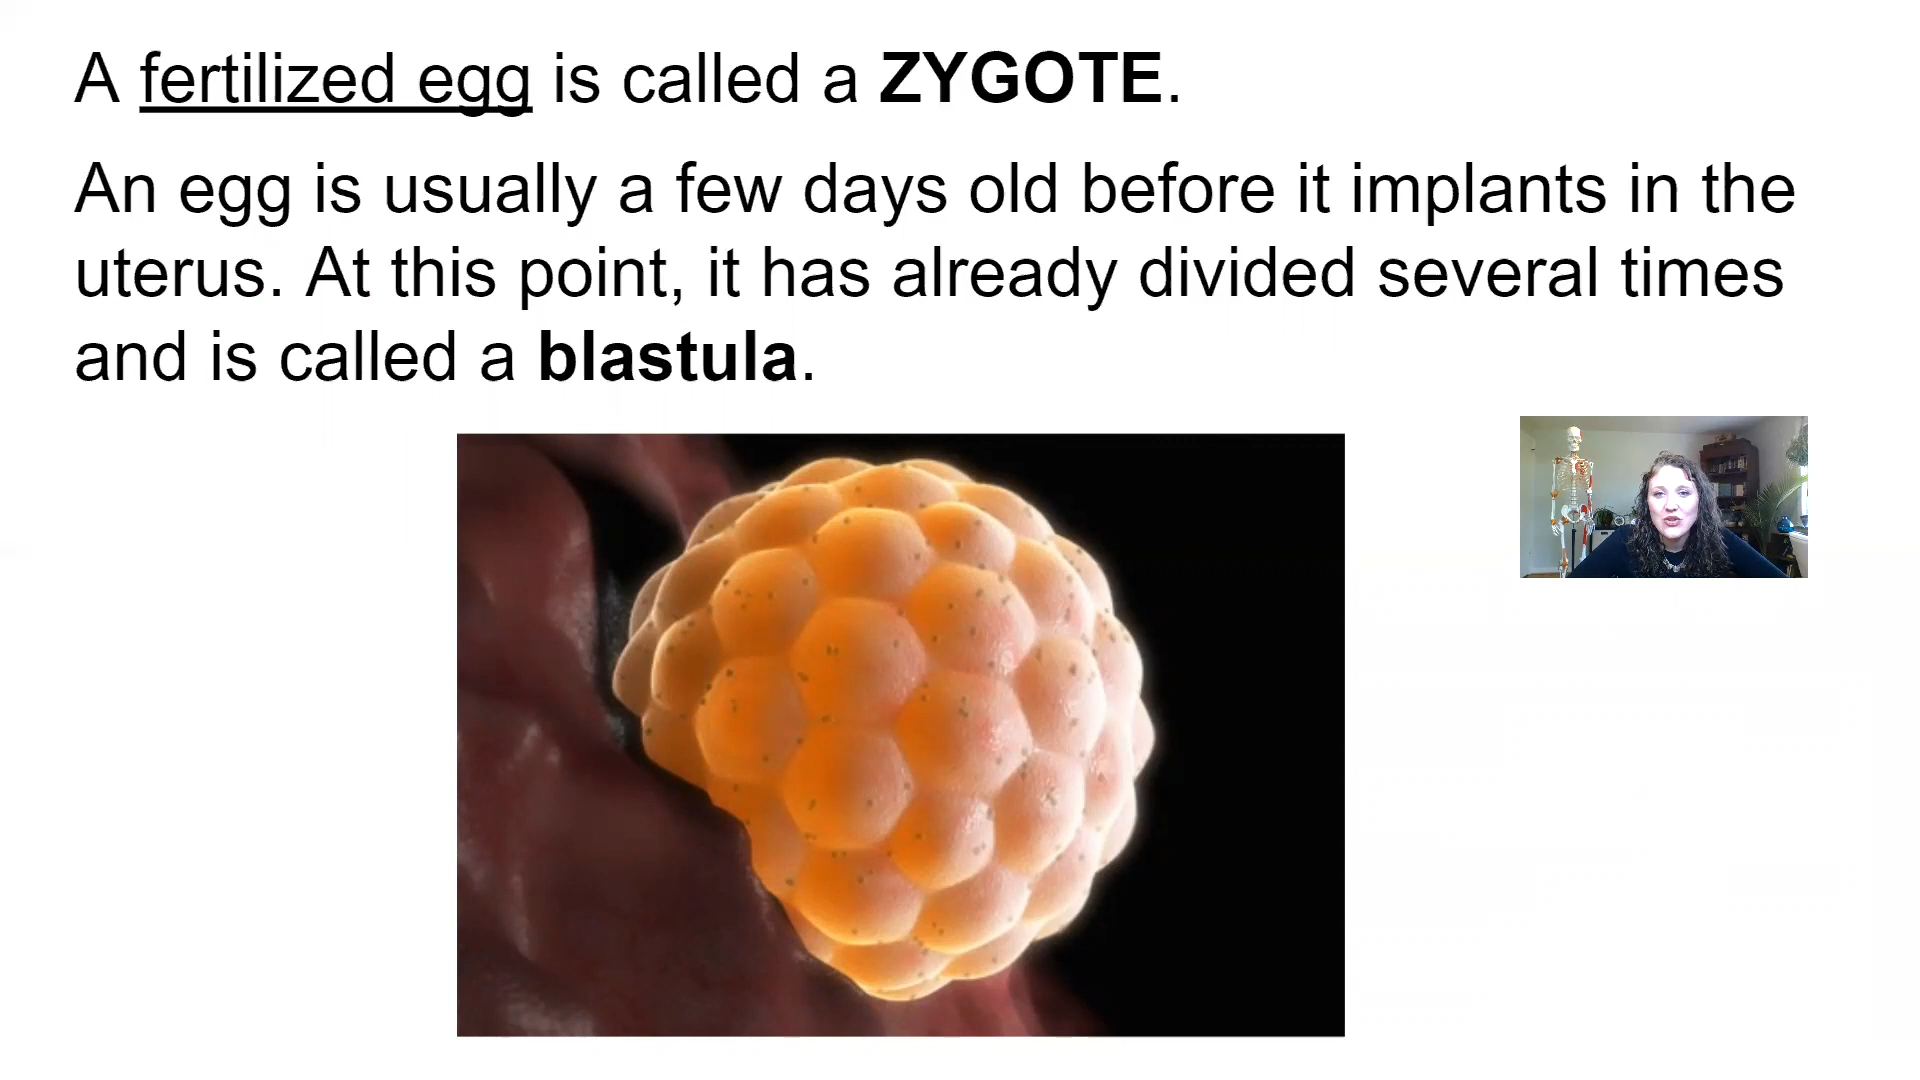 A fertilized egg is called a ZYGOTE.
An egg is usually a few days old before it implants in the
uterus. At this point, it has already divided several times
and is called a blastula.